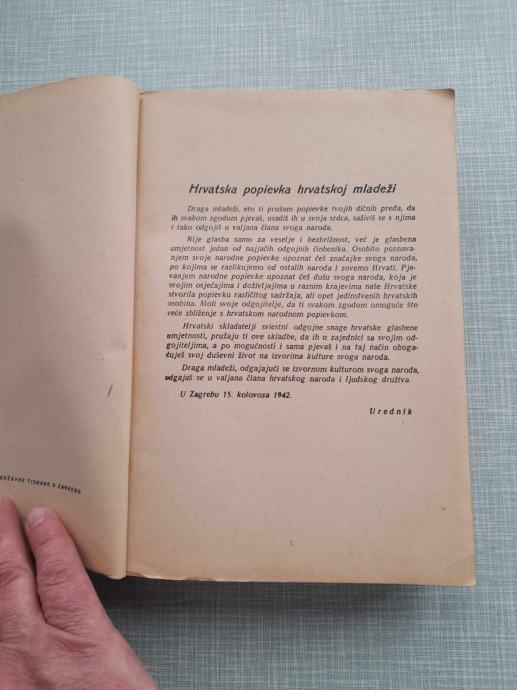 Hrvatska popievka hrvatskoj mladeži
Draga mladeži, eto ti pružam popievke tvojih dičnih preda, da
ih svakom zgodom pjevaš, usadiš ih u svoja srdca, saživiš se s njima
i tako odgojiš u valjana člana svoga naroda.
Nije glasba samo za veselje i bezbrižnost, već je glasbena
umjetnost jedan od najjačih odgojnih činbenika. Osobito poznava-
njem svoje narodne popievke upoznat ćeš značajke svoga naroda,
po kojima se razlikujemo od ostalih naroda i zovemo Hrvati. Pje-
vanjem narodne popievke upoznat ćeš dušu svoga naroda, koja je
svojim osjećajima i doživljajima u raznim krajevima naše Hrvatske
stvorila popievku različitog sadržaja, ali opet jedinstvenih hrvatskih
osobina. Moli svoje odgojitelje, da ti svakom zgodom omoguće što
veće zbliženje s hrvatskom narodnom popievkom.
Hrvatski skladatelji sviestni odgojne snage hrvatske glasbene
umjetnosti, pružaju ti ove skladbe, da ih u zajednici sa svojim od-
gojiteljima, a po mogućnosti i sama pjevaš i na taj način oboga-
ćuješ svoj duševni život na izvorima kulture svoga naroda.
Draga mladeži, odgajajući se izvornom kulturom svoga naroda,
odgajaš se u valjana člana hrvatskog naroda i ljudskog družtva.
U Zagrebu 15. kolovoza 1942.
Urednik
DRŽAVNE TISKARE U ZAGREBU
1